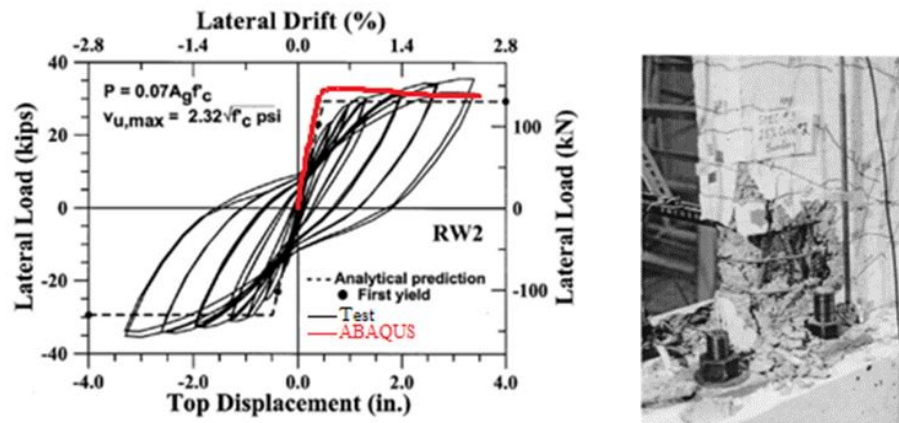 Lateral Drift (%)
-2.8 -1.4 0.0 1.4 2.8
40
20
0
-20
-40
Lateral Load (kips)
P = 0.07Agf'c
vu,max = 2.32√f'c psi
100
0
-100
Lateral Load (kN)
RW2
Analytical prediction
First yield
Test
ABAQUS
-4.0 -2.0 0.0 2.0 4.0
Top Displacement (in.)